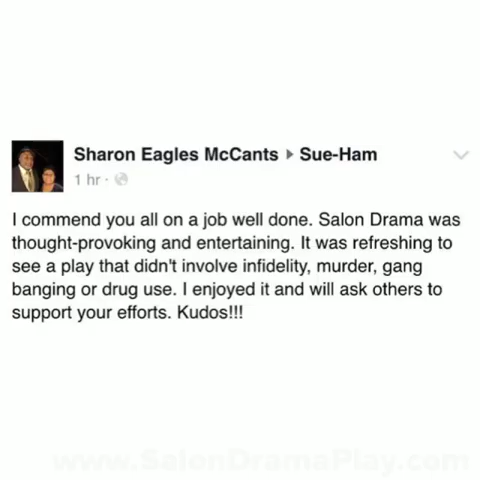 Sharon Eagles McCants ▸ Sue-Ham
1 hr ·
I commend you all on a job well done. Salon Drama was
thought-provoking and entertaining. It was refreshing to
see a play that didn't involve infidelity, murder, gang
banging or drug use. I enjoyed it and will ask others to
support your efforts. Kudos!!!
www.SalonDramaPlay.com